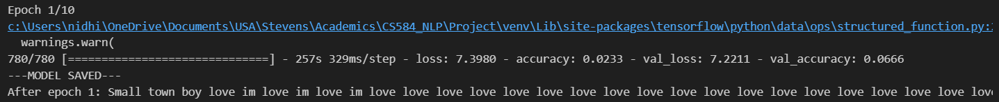 Epoch 1/10
c:\Users\nidhi\OneDrive\Documents\USA\Stevens\Academics\CS584_NLP\Project\venv\Lib\site-packages\tensorflow\python\data\ops\structured_function.py:
warnings.warn(
780/780 [==============================] - 257s 329ms/step - loss: 7.3980 - accuracy: 0.0233 - val_loss: 7.2211 - val_accuracy: 0.0666
---MODEL SAVED---
After epoch 1: Small town boy love im love im love im love love love love love love love love love love love love love love love love love love love